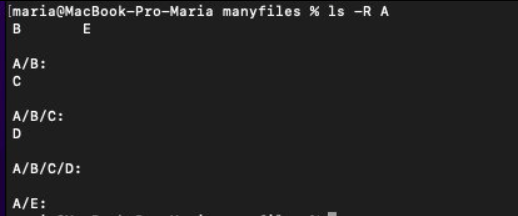 [maria@MacBook-Pro-Maria manyfiles % ls -R A
B E
A/B:
C
A/B/C:
D
A/B/C/D:
A/E: